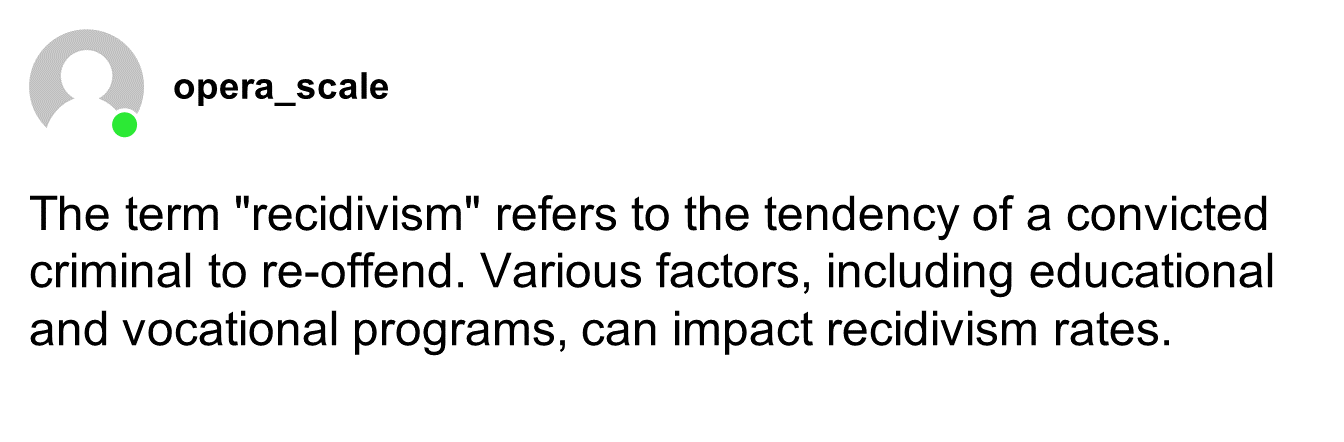 opera_scale
The term "recidivism" refers to the tendency of a convicted
criminal to re-offend. Various factors, including educational
and vocational programs, can impact recidivism rates.